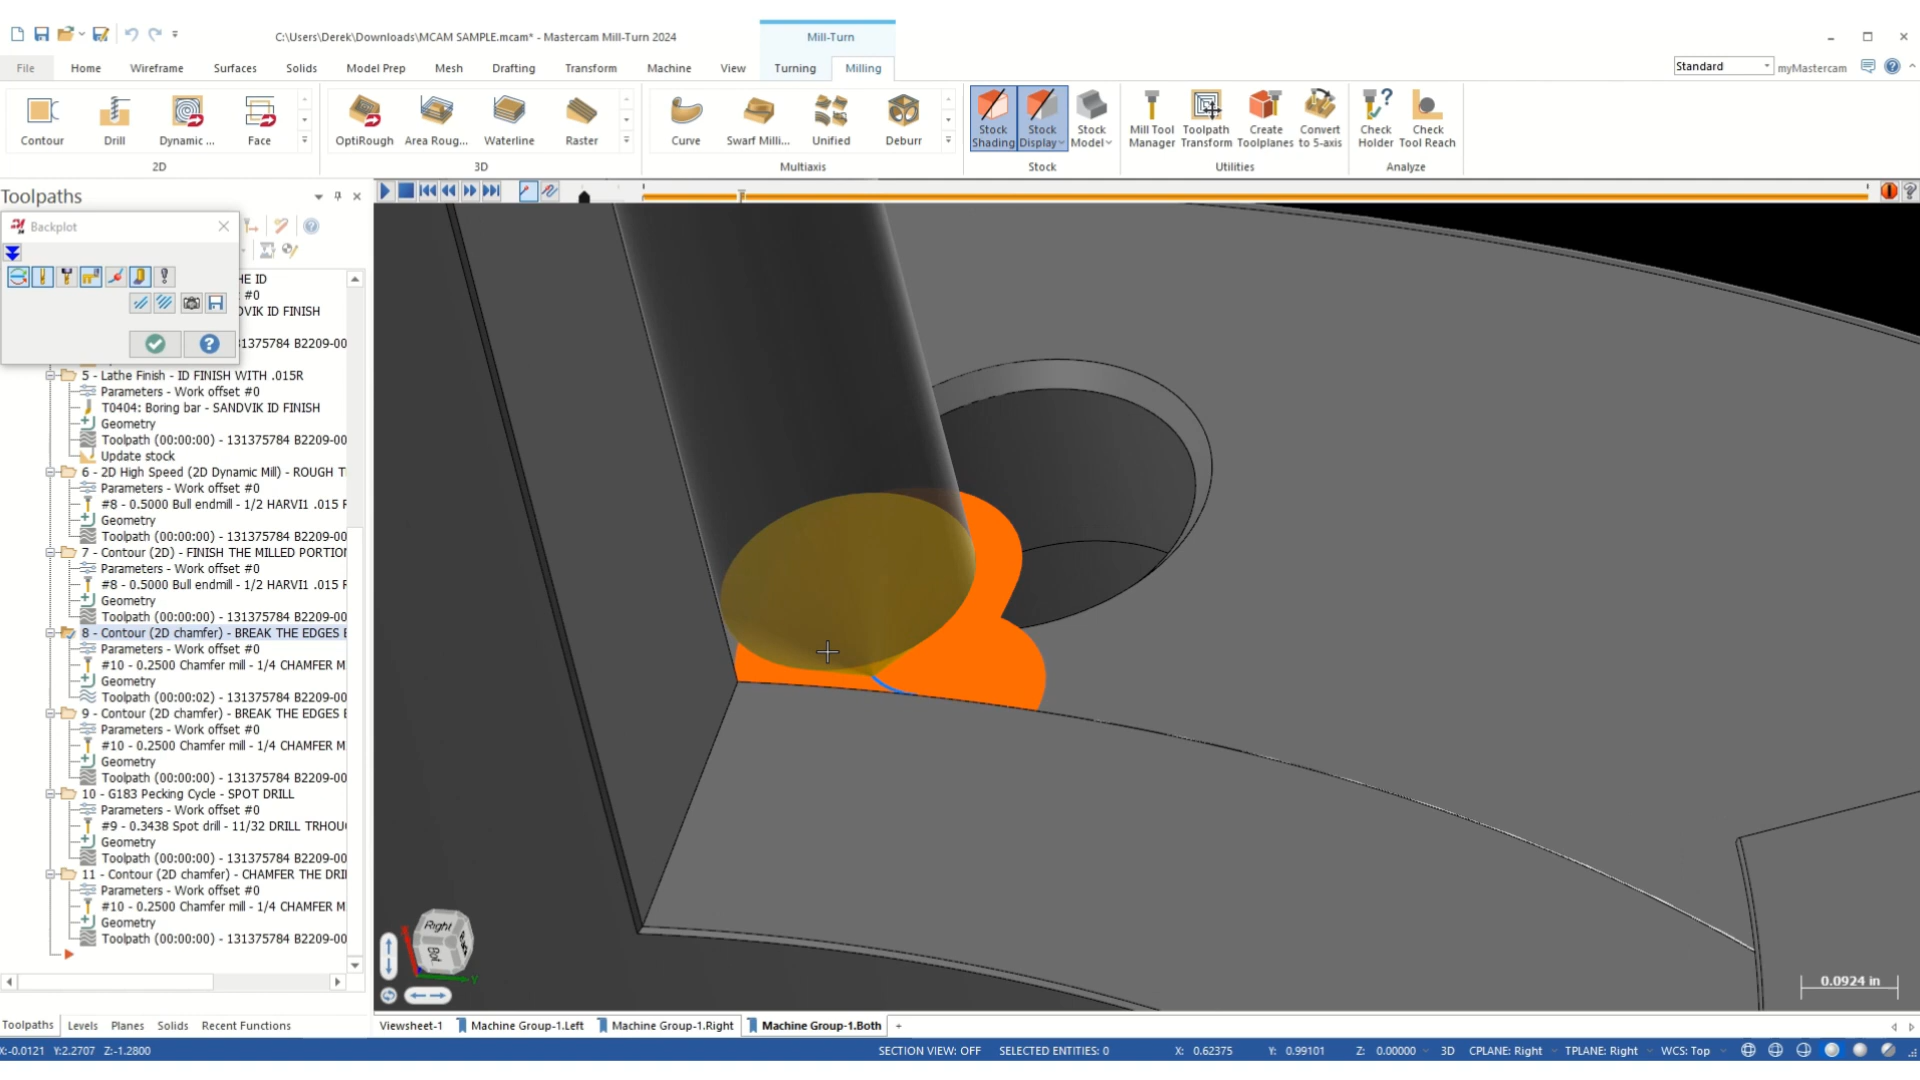 C:\Users\Derek\Downloads\MCAM SAMPLE.mcam* - Mastercam Mill-Turn 2024
Mill-Turn
File Home Wireframe Surfaces Solids Model Prep Mesh Drafting Transform Machine View Turning Milling
Standard
myMastercam
Contour Drill Dynamic ... Face
OptiRough Area Roug... Waterline Raster
Curve Swarf Milli... Unified Deburr
Stock Shading
Stock Display
Stock Model
Mill Tool Manager
Toolpath Transform
Create Toolplanes
Convert to 5-axis
Check Holder
Check Tool Reach
2D 3D Multiaxis Stock Utilities Analyze
Toolpaths
Backplot
HE ID
#0
DVIK ID FINISH
131375784 B2209-00
5 - Lathe Finish - ID FINISH WITH .015R
Parameters - Work offset #0
T0404: Boring bar - SANDVIK ID FINISH
Geometry
Toolpath (00:00:00) - 131375784 B2209-00
Update stock
6 - 2D High Speed (2D Dynamic Mill) - ROUGH T
Parameters - Work offset #0
#8 - 0.5000 Bull endmill - 1/2 HARVI1 .015 F
Geometry
Toolpath (00:00:00) - 131375784 B2209-00
7 - Contour (2D) - FINISH THE MILLED PORTIO
Parameters - Work offset #0
#8 - 0.5000 Bull endmill - 1/2 HARVI1 .015 F
Geometry
Toolpath (00:00:00) - 131375784 B2209-00
8 - Contour (2D chamfer) - BREAK THE EDGES
Parameters - Work offset #0
#10 - 0.2500 Chamfer mill - 1/4 CHAMFER M
Geometry
Toolpath (00:00:02) - 131375784 B2209-00
9 - Contour (2D chamfer) - BREAK THE EDGES
Parameters - Work offset #0
#10 - 0.2500 Chamfer mill - 1/4 CHAMFER M
Geometry
Toolpath (00:00:00) - 131375784 B2209-00
10 - G183 Pecking Cycle - SPOT DRILL
Parameters - Work offset #0
#9 - 0.3438 Spot drill - 11/32 DRILL TRHOU
Geometry
Toolpath (00:00:00) - 131375784 B2209-00
11 - Contour (2D chamfer) - CHAMFER THE DRI
Parameters - Work offset #0
#10 - 0.2500 Chamfer mill - 1/4 CHAMFER M
Geometry
Toolpath (00:00:00) - 131375784 B2209-00
Right
Bot
Y
0.0924 in
Toolpaths Levels Planes Solids Recent Functions
Viewsheet-1 Machine Group-1.Left Machine Group-1.Right Machine Group-1.Both +
X:-0.0121 Y:2.2707 Z:-1.2800
SECTION VIEW: OFF SELECTED ENTITIES: 0 X: 0.62375 Y: 0.99101 Z: 0.00000 3D CPLANE: Right TPLANE: Right WCS: Top